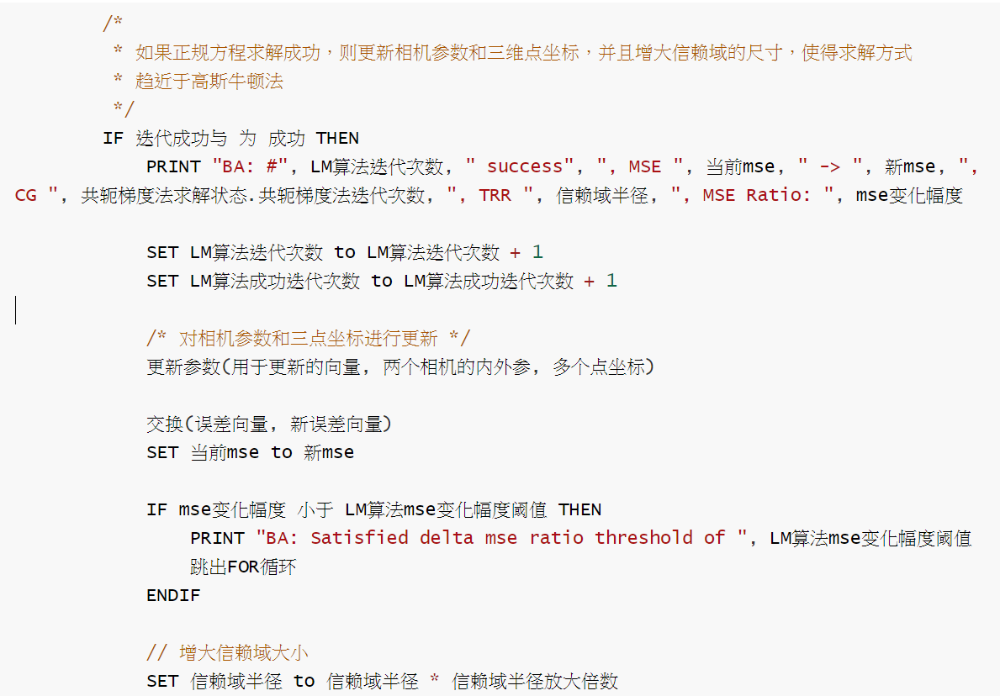 /*
* 如果正规方程求解成功，则更新相机参数和三维点坐标，并且增大信赖域的尺寸，使得求解方式
* 趋近于高斯牛顿法
*/
IF 迭代成功与 为 成功 THEN
PRINT "BA: #", LM算法迭代次数, " success", ", MSE ", 当前mse, " -> ", 新mse, ",
CG ", 共轭梯度法求解状态.共轭梯度法迭代次数, ", TRR ", 信赖域半径, ", MSE Ratio: ", mse变化幅度
SET LM算法迭代次数 to LM算法迭代次数 + 1
SET LM算法成功迭代次数 to LM算法成功迭代次数 + 1
/* 对相机参数和三点坐标进行更新 */
更新参数(用于更新的向量, 两个相机的内外参, 多个点坐标)
交换(误差向量, 新误差向量)
SET 当前mse to 新mse
IF mse变化幅度 小于 LM算法mse变化幅度阈值 THEN
PRINT "BA: Satisfied delta mse ratio threshold of ", LM算法mse变化幅度阈值
跳出FOR循环
ENDIF
// 增大信赖域大小
SET 信赖域半径 to 信赖域半径 * 信赖域半径放大倍数